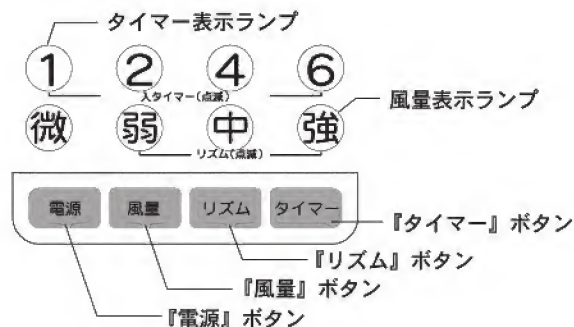 タイマー表示ランプ
1 2 4 6
入タイマー(点滅)
風量表示ランプ
微 弱 中 強
リズム(点滅)
電源 風量 リズム タイマー
『タイマー』ボタン
『リズム』ボタン
『風量』ボタン
『電源』ボタン